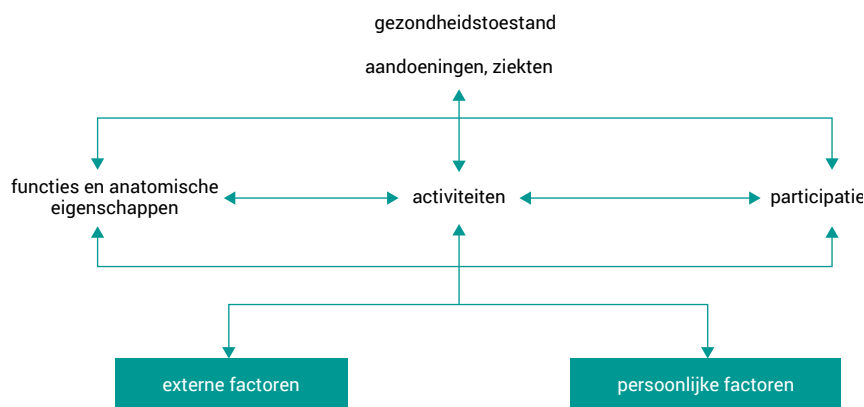 gezondheidstoestand
aandoeningen, ziekten
functies en anatomische
eigenschappen
activiteiten
participatie
externe factoren
persoonlijke factoren